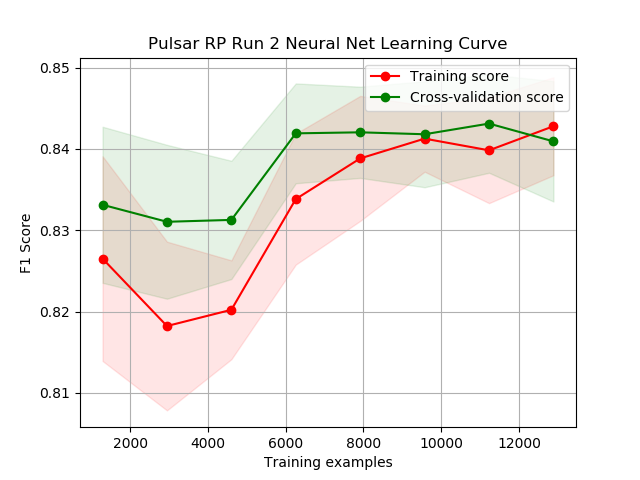 Pulsar RP Run 2 Neural Net Learning Curve
Training score
Cross-validation score
0.85
0.84
0.83
0.82
0.81
F1 Score
2000 4000 6000 8000 10000 12000
Training examples